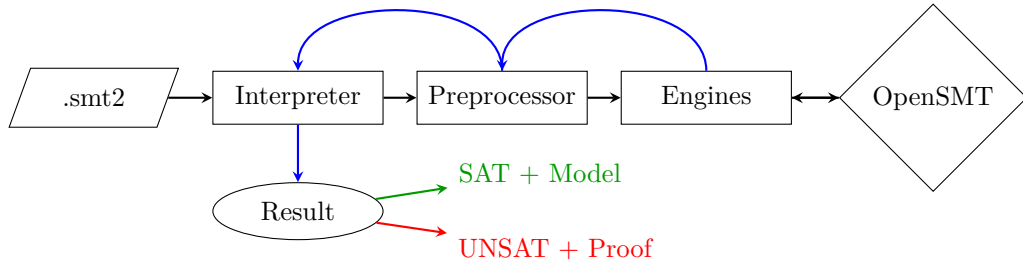 .smt2
Interpreter
Preprocessor
Engines
OpenSMT
SAT + Model
Result
UNSAT + Proof